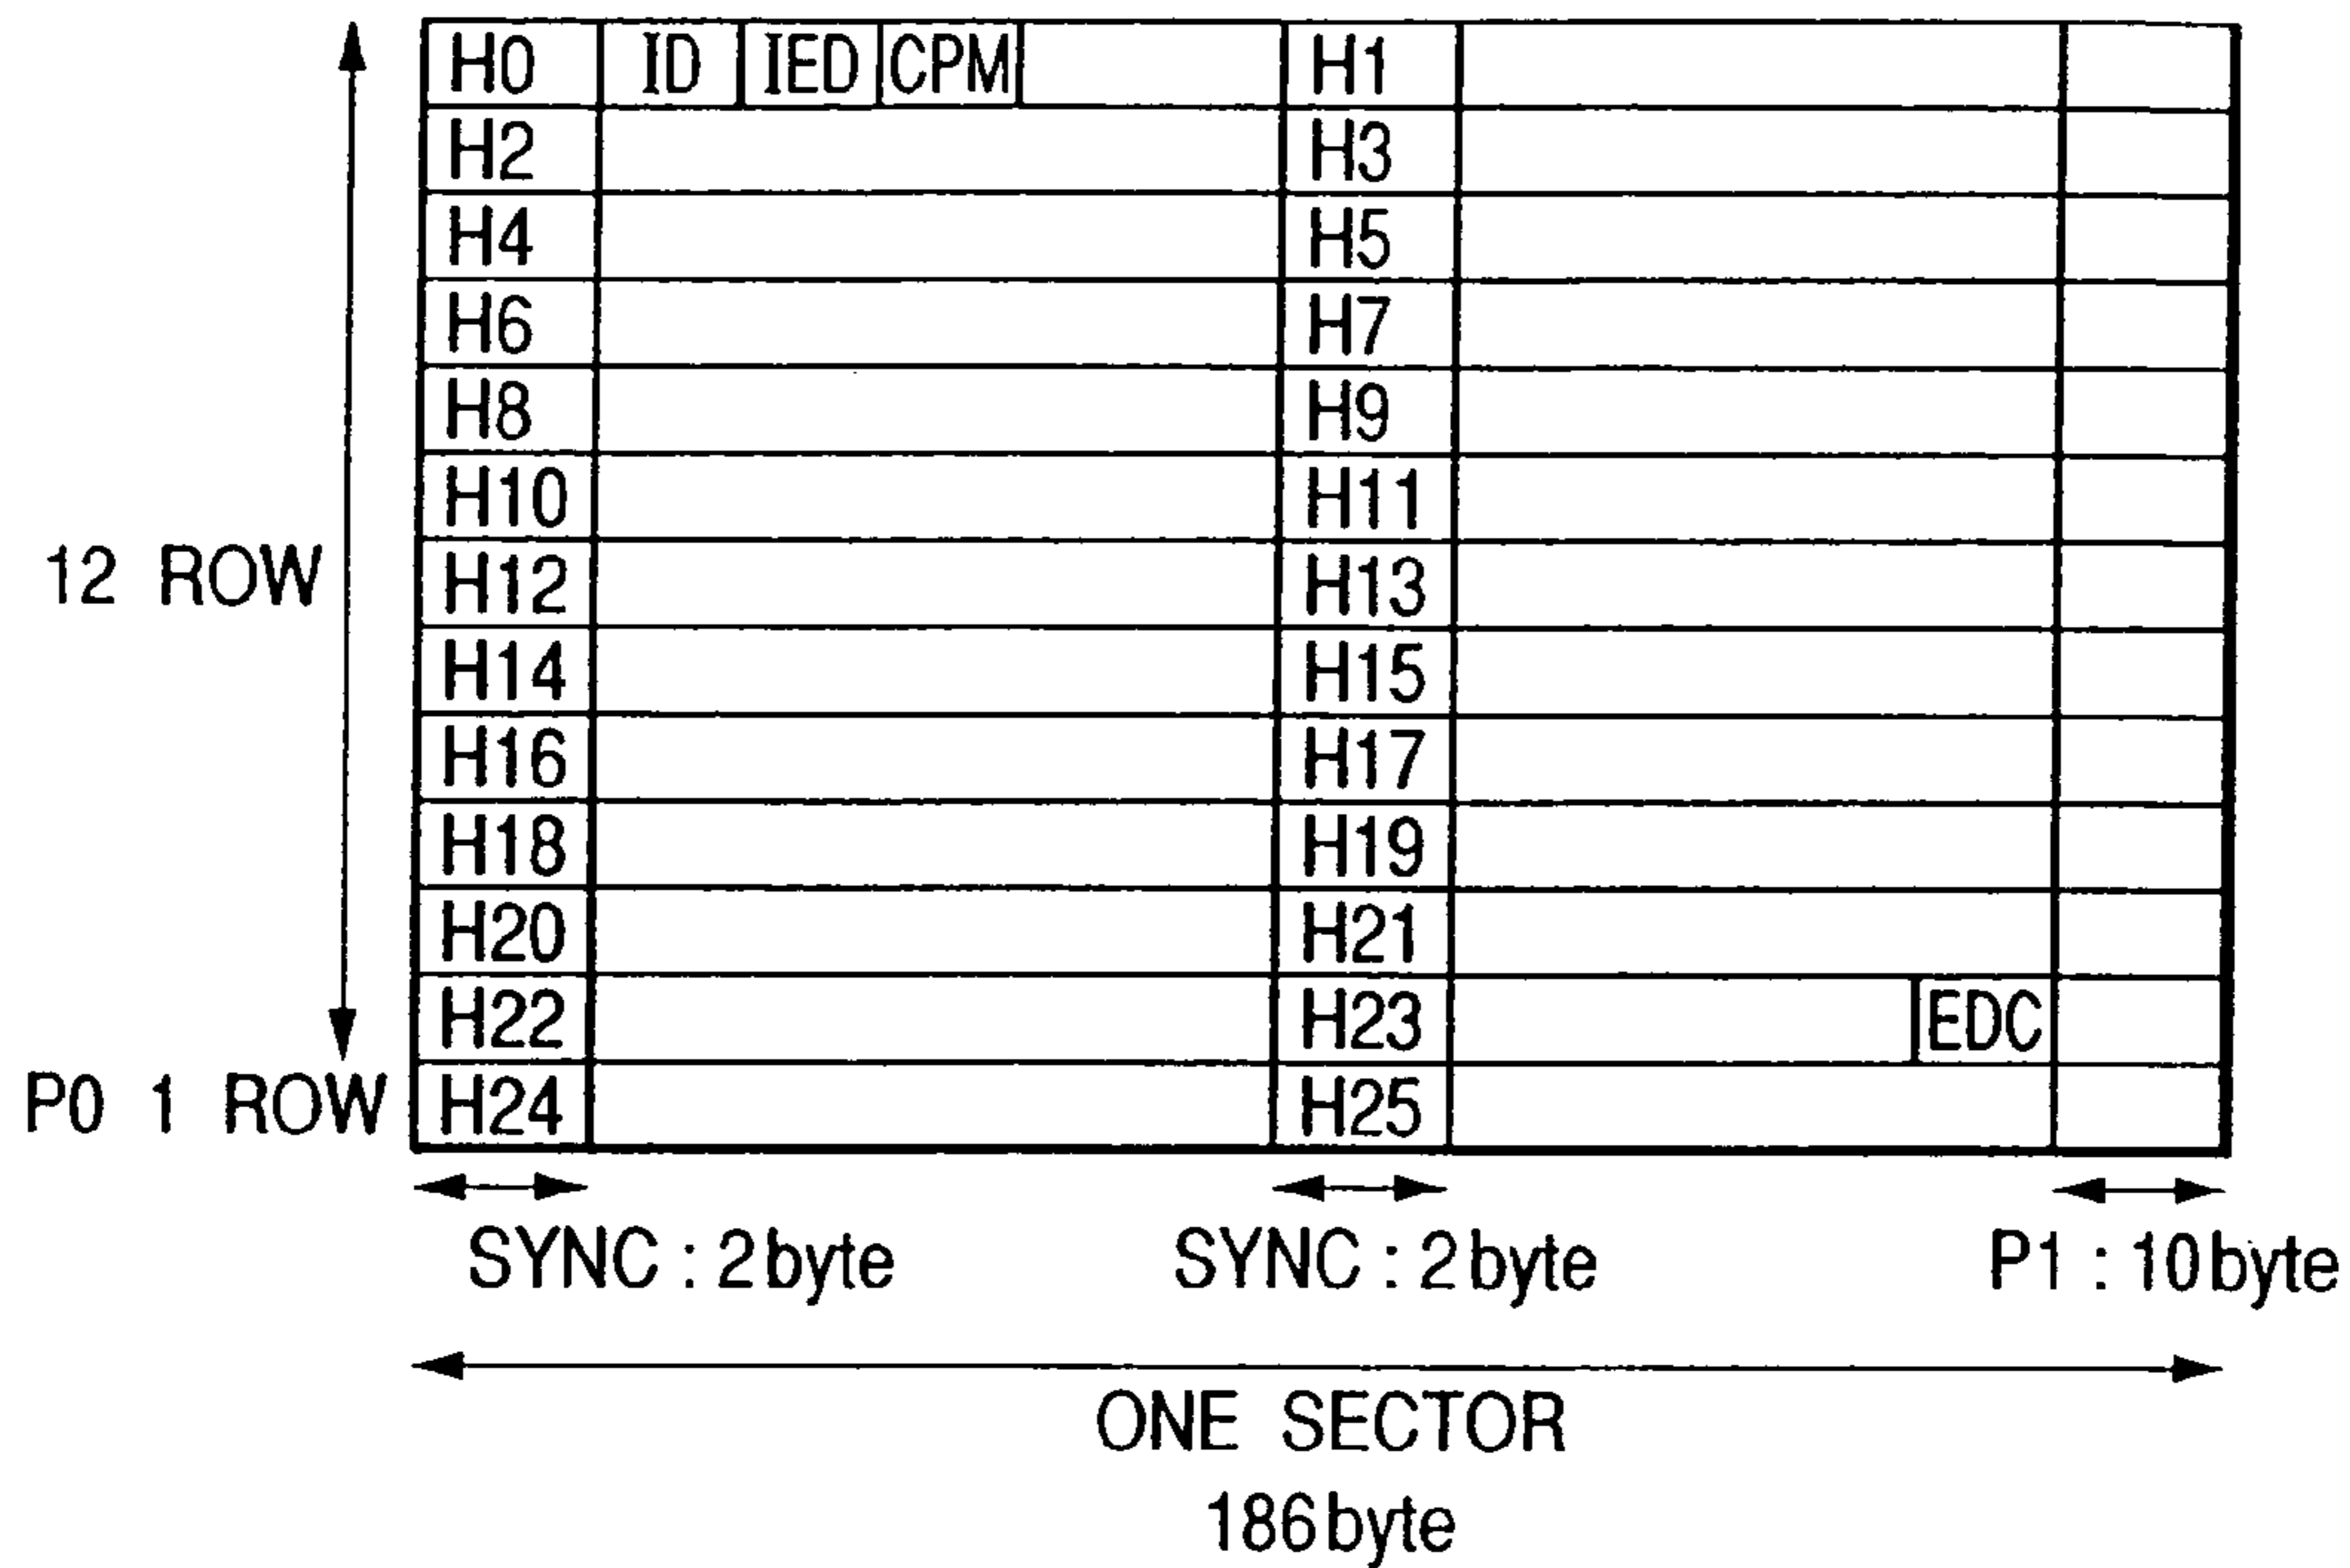 H0 ID IED CPM H1
H2 H3
H4 H5
H6 H7
H8 H9
H10 H11
12 ROW H12 H13
H14 H15
H16 H17
H18 H19
H20 H21
H22 H23 EDC
P0 1 ROW H24 H25
SYNC : 2byte SYNC : 2byte P1 : 10byte
ONE SECTOR
186byte